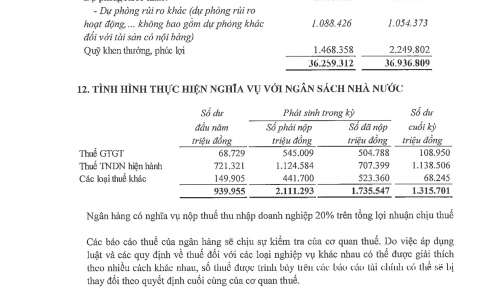 - Dự phòng rủi ro khác (dự phòng rủi ro
hoạt động,... không bao gồm dự phòng khác 1.088.426 1.054.373
đối với tài sản có nội bảng)
Quỹ khen thưởng, phúc lợi 1.468.358 2.249.802
36.259.312 36.936.809
12. TÌNH HÌNH THỰC HIỆN NGHĨA VỤ VỚI NGÂN SÁCH NHÀ NƯỚC
Số dư Phát sinh trong kỳ Số dư
đầu năm Số phải nộp Số đã nộp cuối kỳ
triệu đồng triệu đồng triệu đồng triệu đồng
Thuế GTGT 68.729 545.009 504.788 108.950
Thuế TNDN hiện hành 721.321 1.124.584 707.399 1.138.506
Các loại thuế khác 149.905 441.700 523.360 68.245
939.955 2.111.293 1.735.547 1.315.701
Ngân hàng có nghĩa vụ nộp thuế thu nhập doanh nghiệp 20% trên tổng lợi nhuận chịu thuế
Các báo cáo thuế của ngân hàng sẽ chịu sự kiểm tra của cơ quan thuế. Do việc áp dụng
luật và các quy định về thuế đối với các loại nghiệp vụ khác nhau có thể được giải thích
theo nhiều cách khác nhau, số thuế được trình bày trên các báo cáo tài chính có thể sẽ bị
thay đổi theo quyết định cuối cùng của cơ quan thuế.